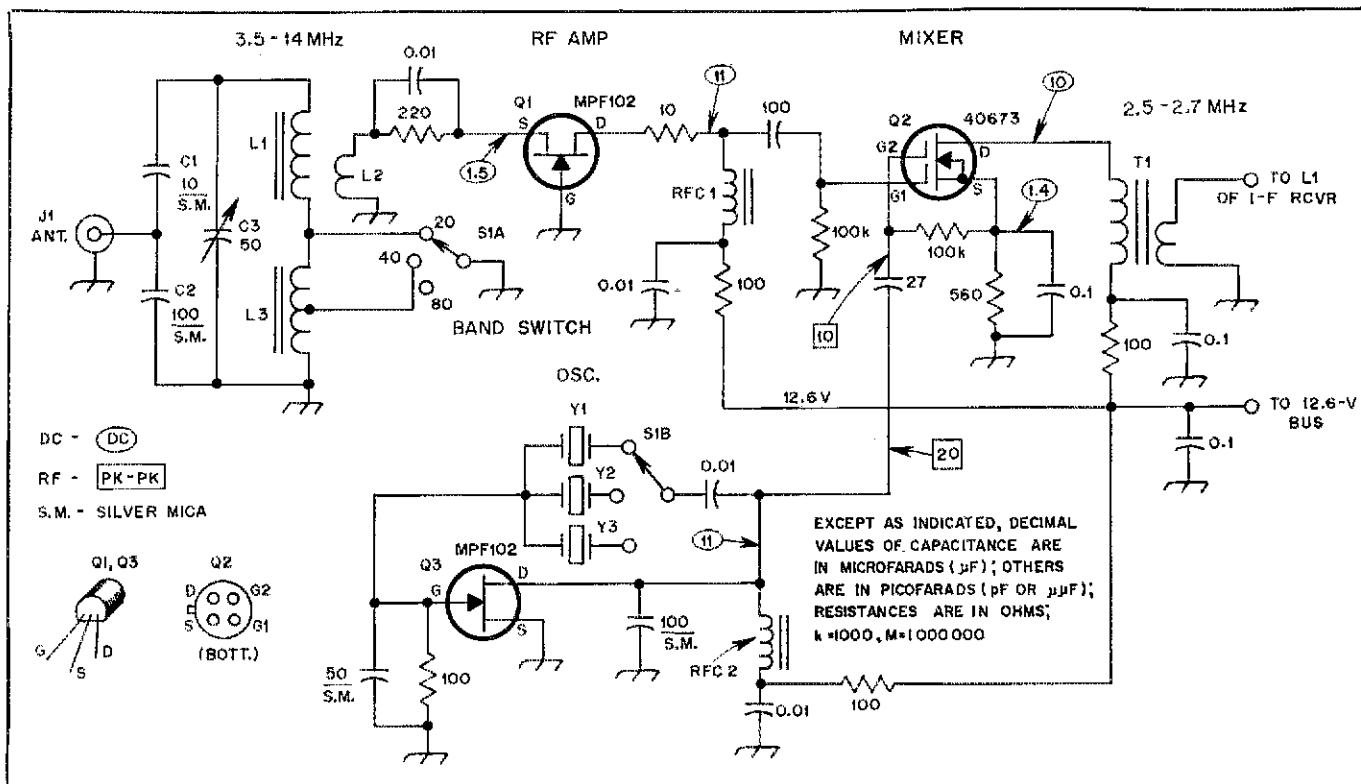 3.5-14 MHz
RF AMP
MIXER
0.01
220
Q1
MPF102
S
D
G
1.5
10
11
100
Q2
40673
G2
D
G1
S
10
2.5-2.7 MHz
T1
TO L1
OF I-F RCVR
C1
10
S.M.
L1
L2
J1
ANT.
C3
50
C2
100
S.M.
L3
20
S1A
40
80
BAND SWITCH
RFC 1
0.01
100
100k
100k
27
10
1.4
560
0.1
100
0.1
12.6V
TO 12.6-V
BUS
0.1
OSC.
Y1
S1B
Y2
Y3
0.01
20
11
DC - DC
RF - PK-PK
S.M. - SILVER MICA
Q1, Q3
G
S
D
Q2
D
G2
S
G1
(BOTT.)
Q3
MPF102
G
D
S
50
S.M.
100
100
S.M.
RFC 2
0.01
100
EXCEPT AS INDICATED, DECIMAL
VALUES OF CAPACITANCE ARE
IN MICROFARADS (µF); OTHERS
ARE IN PICOFARADS (pF OR µµF);
RESISTANCES ARE IN OHMS;
k=1000, M=1000000